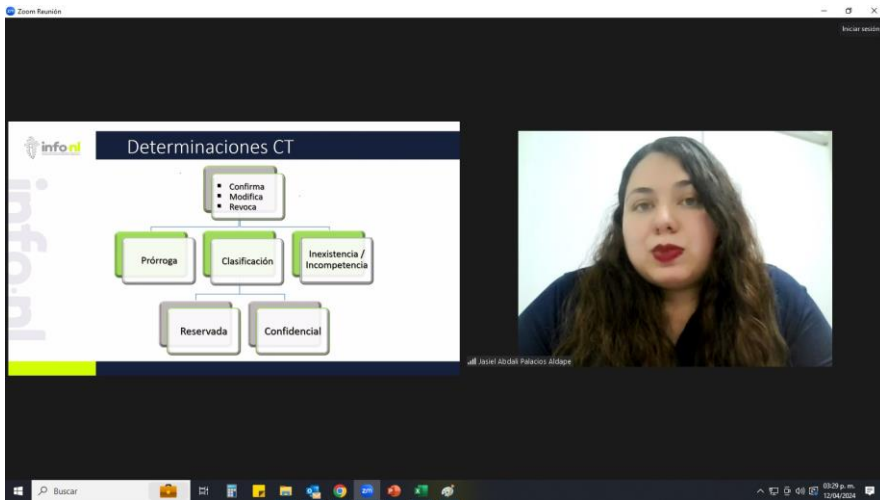 Zoom Reunión
Iniciar sesión
info nl
Determinaciones CT
▪ Confirma
▪ Modifica
▪ Revoca
Prórroga
Clasificación
Inexistencia /
Incompetencia
Reservada
Confidencial
info.nl
Jasiel Abdali Palacios Aldape
Buscar
03:29 p. m.
12/04/2024